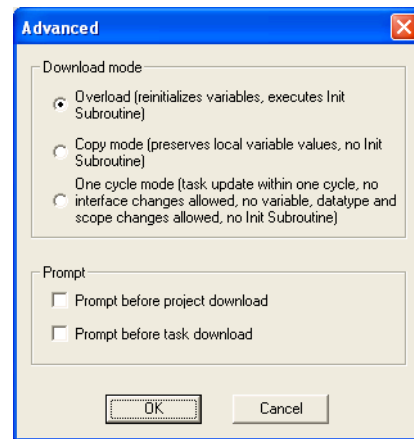 Advanced
Download mode
Overload (reinitializes variables, executes Init
Subroutine)
Copy mode (preserves local variable values, no Init
Subroutine)
One cycle mode (task update within one cycle, no
interface changes allowed, no variable, datatype and
scope changes allowed, no Init Subroutine)
Prompt
Prompt before project download
Prompt before task download
OK
Cancel